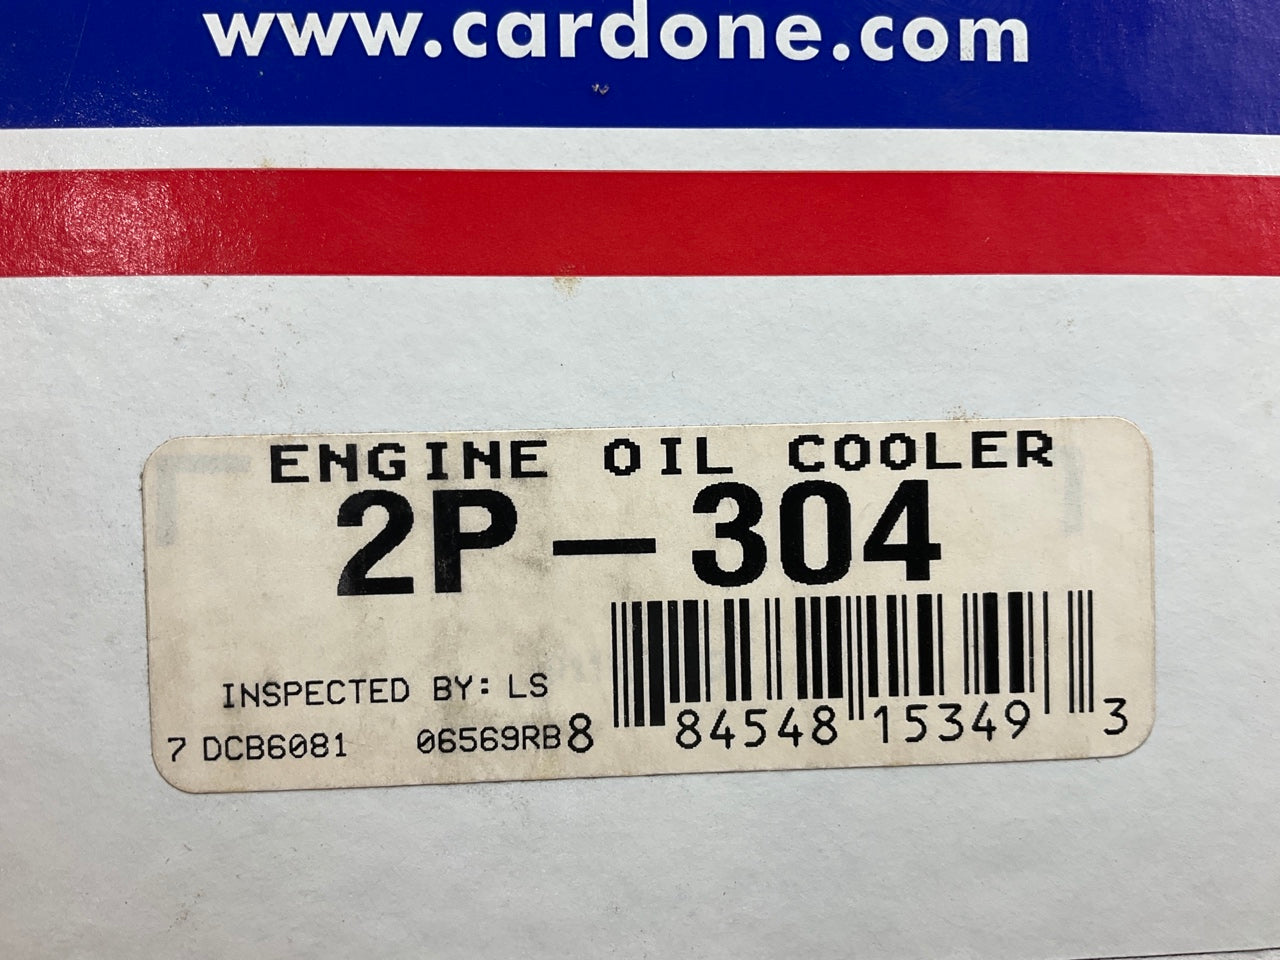 www.cardone.com
ENGINE OIL COOLER
2P-304
INSPECTED BY: LS
7 DCB6081 06569RB
8 84548 15349 3